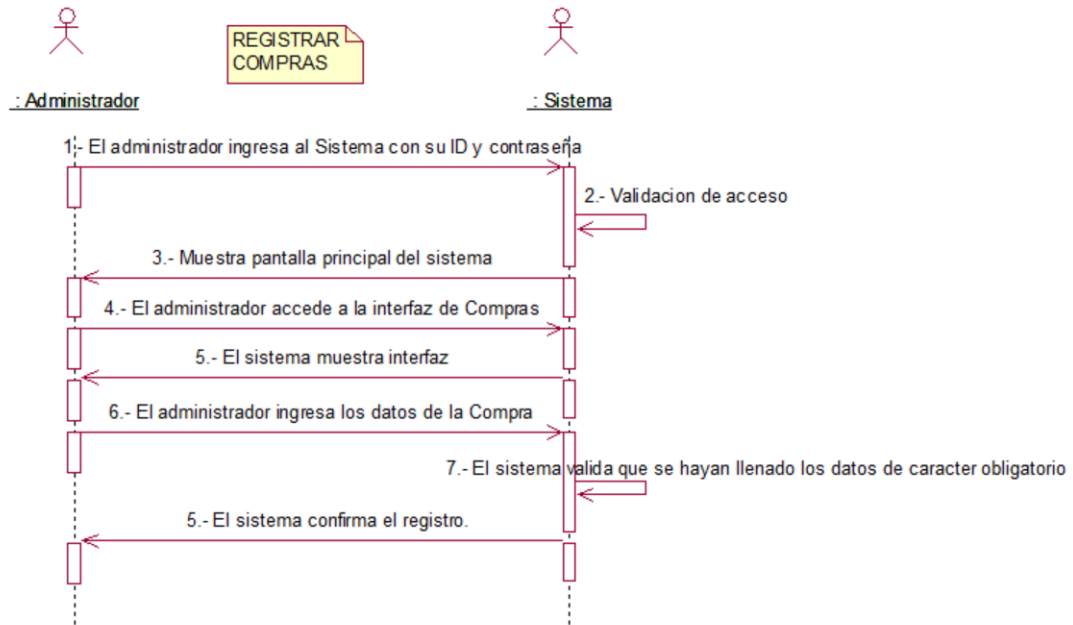 REGISTRAR
COMPRAS
: Administrador
: Sistema
1.- El administrador ingresa al Sistema con su ID y contraseña
2.- Validacion de acceso
3.- Muestra pantalla principal del sistema
4.- El administrador accede a la interfaz de Compras
5.- El sistema muestra interfaz
6.- El administrador ingresa los datos de la Compra
7.- El sistema valida que se hayan llenado los datos de caracter obligatorio
5.- El sistema confirma el registro.